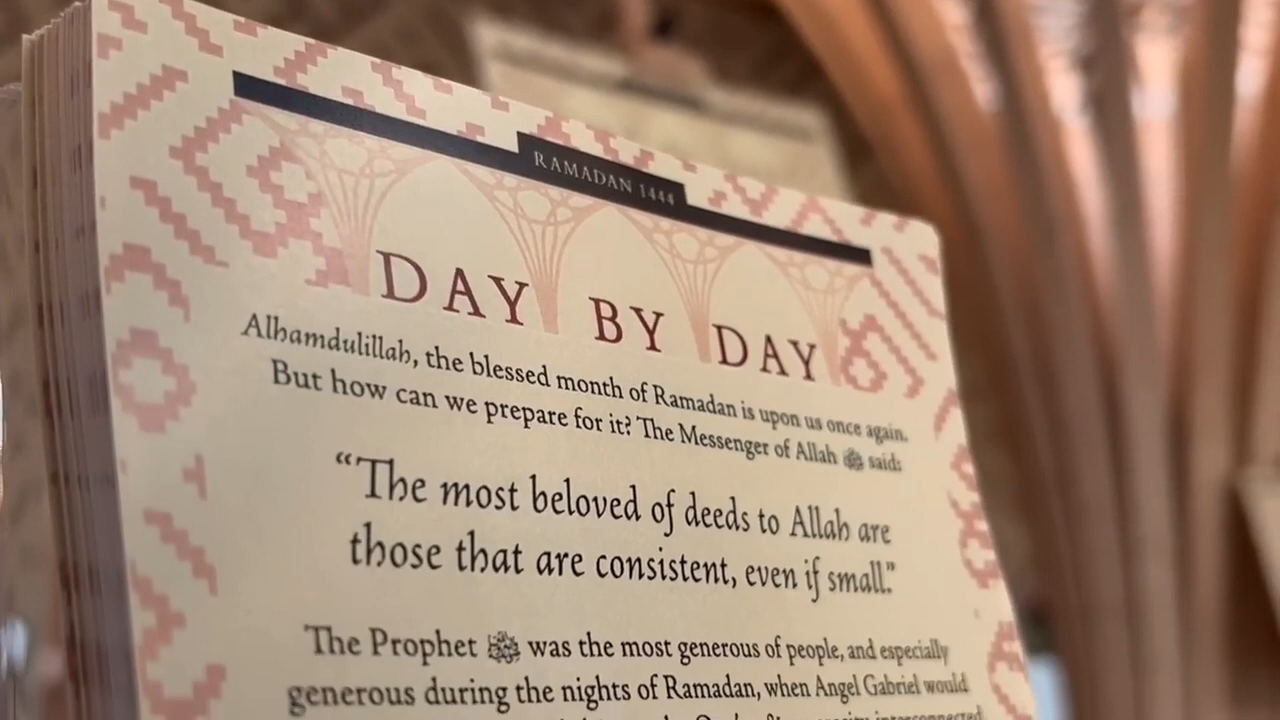 RAMADAN 1444
DAY BY DAY
Alhamdulillah, the blessed month of Ramadan is upon us once again.
But how can we prepare for it? The Messenger of Allah ﷺ said:
“The most beloved of deeds to Allah are
those that are consistent, even if small.”
The Prophet ﷺ was the most generous of people, and especially
generous during the nights of Ramadan, when Angel Gabriel would
interconnected